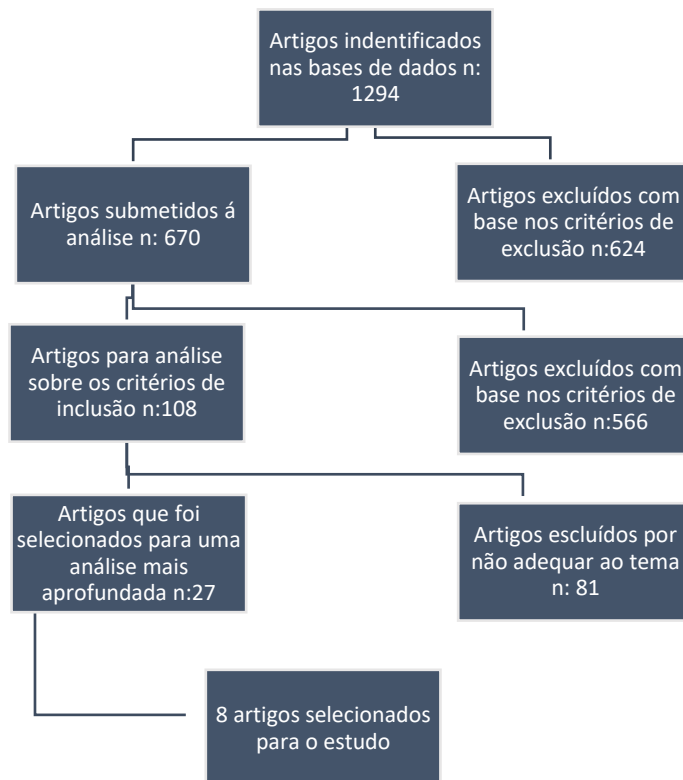 Artigos indentificados
nas bases de dados n:
1294
Artigos submetidos á
análise n: 670
Artigos excluídos com
base nos critérios de
exclusão n:624
Artigos para análise
sobre os critérios de
inclusão n:108
Artigos excluídos com
base nos critérios de
exclusão n:566
Artigos que foi
selecionados para uma
análise mais
aprofundada n:27
Artigos escluídos por
não adequar ao tema
n: 81
8 artigos selecionados
para o estudo